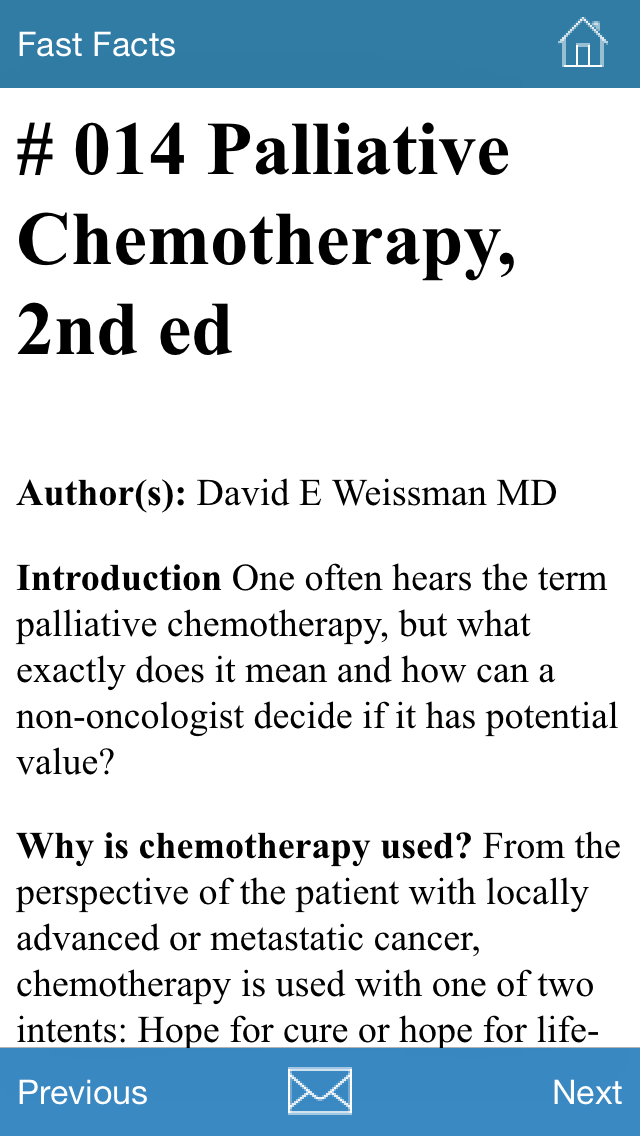 Fast Facts
# 014 Palliative
Chemotherapy,
2nd ed
Author(s): David E Weissman MD
Introduction One often hears the term
palliative chemotherapy, but what
exactly does it mean and how can a
non-oncologist decide if it has potential
value?
Why is chemotherapy used? From the
perspective of the patient with locally
advanced or metastatic cancer,
chemotherapy is used with one of two
intents: Hope for cure or hope for life-
Previous
Next